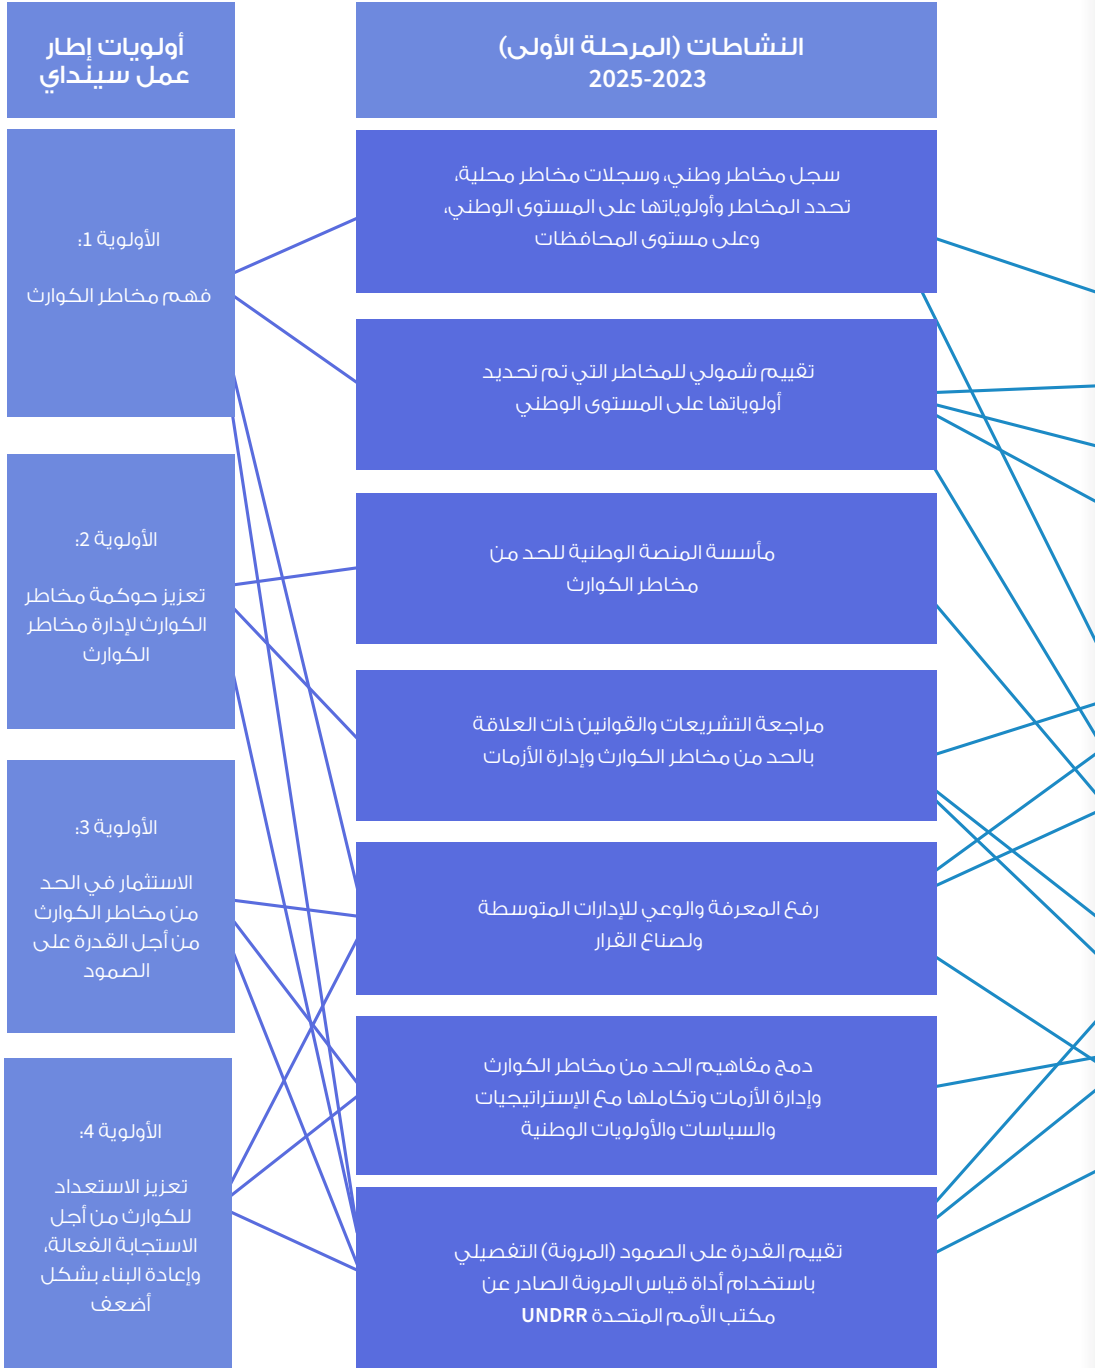 أولويات إطار
عمل سينداي
النشاطات (المرحلة الأولى)
2025-2023
الأولوية 1:
فهم مخاطر الكوارث
الأولوية 2:
تعزيز حوكمة مخاطر
الكوارث لإدارة مخاطر
الكوارث
الأولوية 3:
الاستثمار في الحد
من مخاطر الكوارث
من أجل القدرة على
الصمود
الأولوية 4:
تعزيز الاستعداد
للكوارث من أجل
الاستجابة الفعالة،
وإعادة البناء بشكل
أضعف
سجل مخاطر وطني، وسجلات مخاطر محلية،
تحدد المخاطر وأولوياتها على المستوى الوطني،
وعلى مستوى المحافظات
تقييم شمولي للمخاطر التي تم تحديد
أولوياتها على المستوى الوطني
مأسسة المنصة الوطنية للحد من
مخاطر الكوارث
مراجعة التشريعات والقوانين ذات العلاقة
بالحد من مخاطر الكوارث وإدارة الأزمات
رفع المعرفة والوعي للإدارات المتوسطة
ولصناع القرار
دمج مفاهيم الحد من مخاطر الكوارث
وإدارة الأزمات وتكاملها مع الإستراتيجيات
والسياسات والأولويات الوطنية
تقييم القدرة على الصمود (المرونة) التفصيلي
باستخدام أداة قياس المرونة الصادر عن
مكتب الأمم المتحدة UNDRR